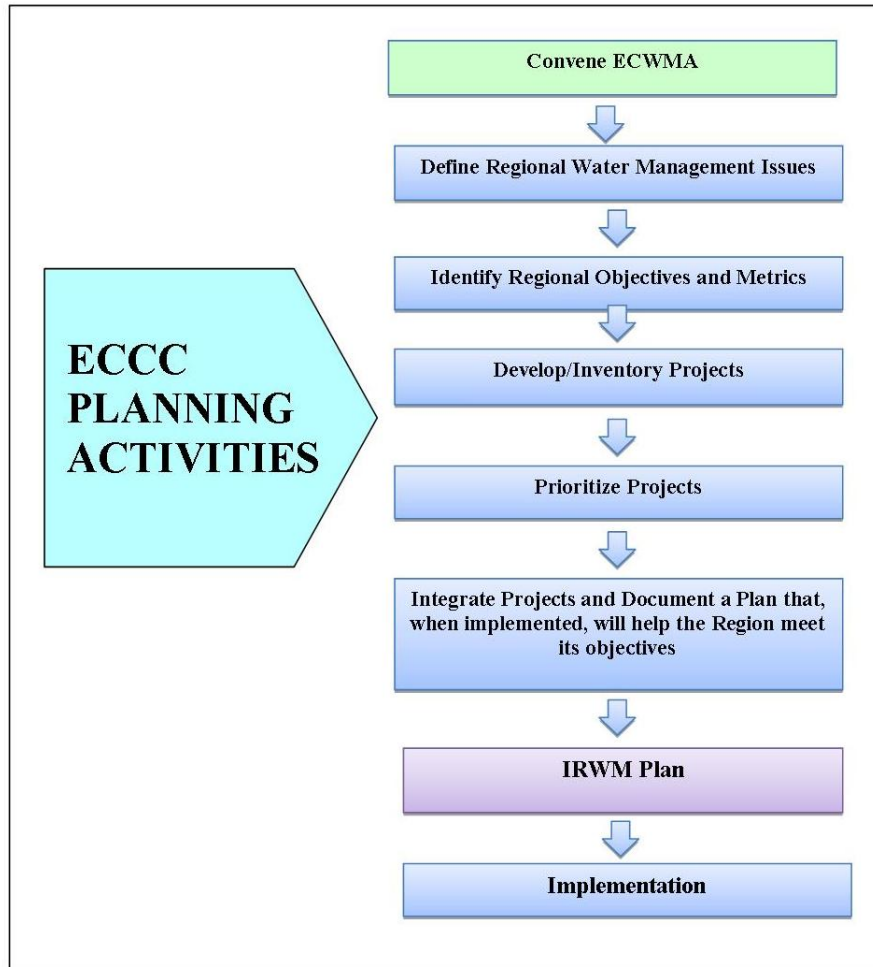 Convene ECWMA
Define Regional Water Management Issues
Identify Regional Objectives and Metrics
ECCC
PLANNING
ACTIVITIES
Develop/Inventory Projects
Prioritize Projects
Integrate Projects and Document a Plan that,
when implemented, will help the Region meet
its objectives
IRWM Plan
Implementation